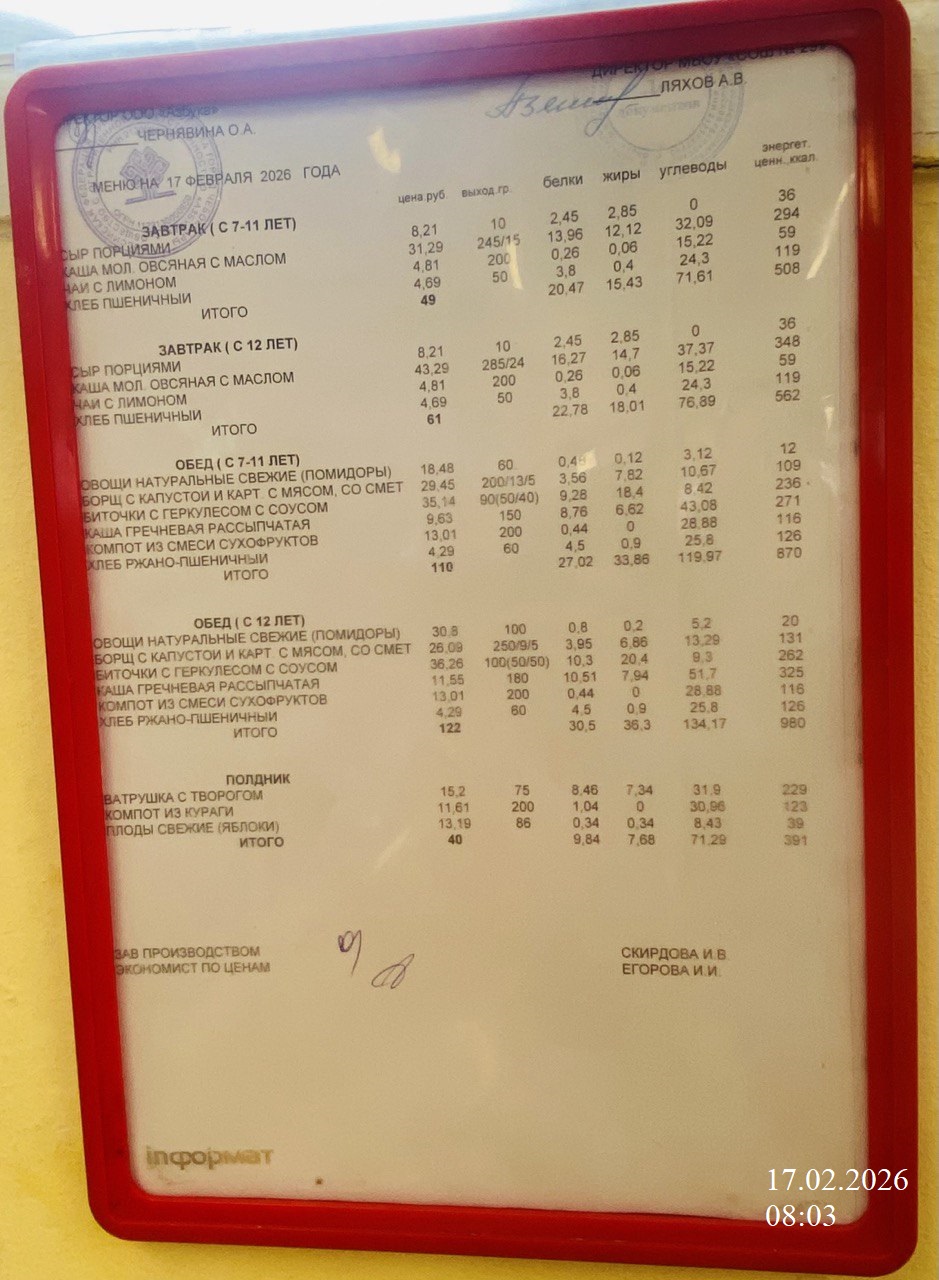 ДИРЕКТОР МБОУ «СОШ №
ООО «Азбука»
ЛЯХОВ А.В.
ЧЕРНЯВИНА О.А.
МЕНЮ НА 17 ФЕВРАЛЯ 2026 ГОДА
цена.руб выход.гр. белки жиры углеводы энергет. ценн.,ккал.
ЗАВТРАК ( С 7-11 ЛЕТ)
СЫР ПОРЦИЯМИ 8,21 10 2,45 2,85 0 36
КАША МОЛ. ОВСЯНАЯ С МАСЛОМ 31,29 245/15 13,96 12,12 32,09 294
ЧАЙ С ЛИМОНОМ 4,81 200 0,26 0,06 15,22 59
ХЛЕБ ПШЕНИЧНЫЙ 4,69 50 3,8 0,4 24,3 119
ИТОГО 49 20,47 15,43 71,61 508
ЗАВТРАК ( С 12 ЛЕТ)
СЫР ПОРЦИЯМИ 8,21 10 2,45 2,85 0 36
КАША МОЛ. ОВСЯНАЯ С МАСЛОМ 43,29 285/24 16,27 14,7 37,37 348
ЧАЙ С ЛИМОНОМ 4,81 200 0,26 0,06 15,22 59
ХЛЕБ ПШЕНИЧНЫЙ 4,69 50 3,8 0,4 24,3 119
ИТОГО 61 22,78 18,01 76,89 562
ОБЕД ( С 7-11 ЛЕТ)
ОВОЩИ НАТУРАЛЬНЫЕ СВЕЖИЕ (ПОМИДОРЫ) 18,48 60 0,48 0,12 3,12 12
БОРЩ С КАПУСТОЙ И КАРТ. С МЯСОМ, СО СМЕТ 29,45 200/13/5 3,56 7,82 10,67 109
БИТОЧКИ С ГЕРКУЛЕСОМ С СОУСОМ 35,14 90(50/40) 9,28 18,4 8,42 236
КАША ГРЕЧНЕВАЯ РАССЫПЧАТАЯ 9,63 150 8,76 6,62 43,08 271
КОМПОТ ИЗ СМЕСИ СУХОФРУКТОВ 13,01 200 0,44 0 28,88 116
ХЛЕБ РЖАНО-ПШЕНИЧНЫЙ 4,29 60 4,5 0,9 25,8 126
ИТОГО 110 27,02 33,86 119,97 870
ОБЕД ( С 12 ЛЕТ)
ОВОЩИ НАТУРАЛЬНЫЕ СВЕЖИЕ (ПОМИДОРЫ) 30,8 100 0,8 0,2 5,2 20
БОРЩ С КАПУСТОЙ И КАРТ. С МЯСОМ, СО СМЕТ 26,09 250/9/5 3,95 6,86 13,29 131
БИТОЧКИ С ГЕРКУЛЕСОМ С СОУСОМ 36,26 100(50/50) 10,3 20,4 9,3 262
КАША ГРЕЧНЕВАЯ РАССЫПЧАТАЯ 11,55 180 10,51 7,94 51,7 325
КОМПОТ ИЗ СМЕСИ СУХОФРУКТОВ 13,01 200 0,44 0 28,88 116
ХЛЕБ РЖАНО-ПШЕНИЧНЫЙ 4,29 60 4,5 0,9 25,8 126
ИТОГО 122 30,5 36,3 134,17 980
ПОЛДНИК
ВАТРУШКА С ТВОРОГОМ 15,2 75 8,46 7,34 31,9 229
КОМПОТ ИЗ КУРАГИ 11,61 200 1,04 0 30,96 123
ПЛОДЫ СВЕЖИЕ (ЯБЛОКИ) 13,19 86 0,34 0,34 8,43 39
ИТОГО 40 9,84 7,68 71,29 391
ЗАВ ПРОИЗВОДСТВОМ СКИРДОВА И.В.
ЭКОНОМИСТ ПО ЦЕНАМ ЕГОРОВА И.И.
iпформат
17.02.2026
08:03